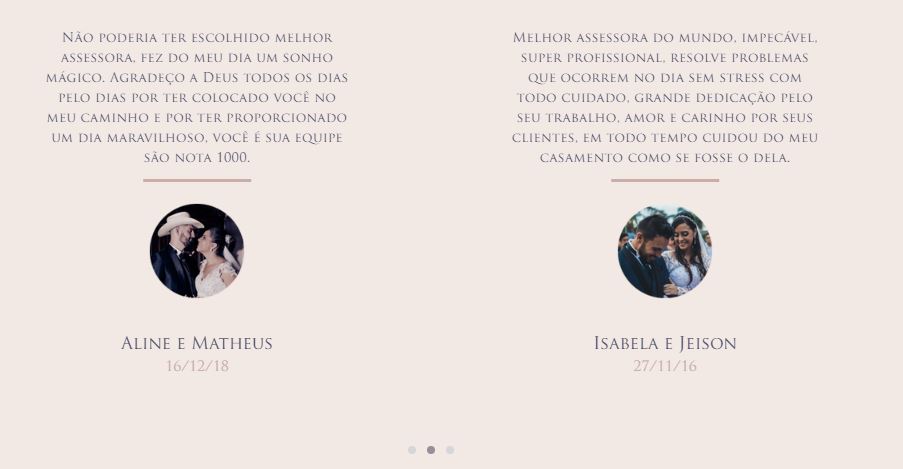 Não poderia ter escolhido melhor
assessora, fez do meu dia um sonho
mágico. Agradeço a Deus todos os dias
pelo dias por ter colocado você no
meu caminho e por ter proporcionado
um dia maravilhoso, você é sua equipe
são nota 1000.
Aline e Matheus
16/12/18
Melhor assessora do mundo, impecável,
super profissional, resolve problemas
que ocorrem no dia sem stress com
todo cuidado, grande dedicação pelo
seu trabalho, amor e carinho por seus
clientes, em todo tempo cuidou do meu
casamento como se fosse o dela.
Isabela e Jeison
27/11/16